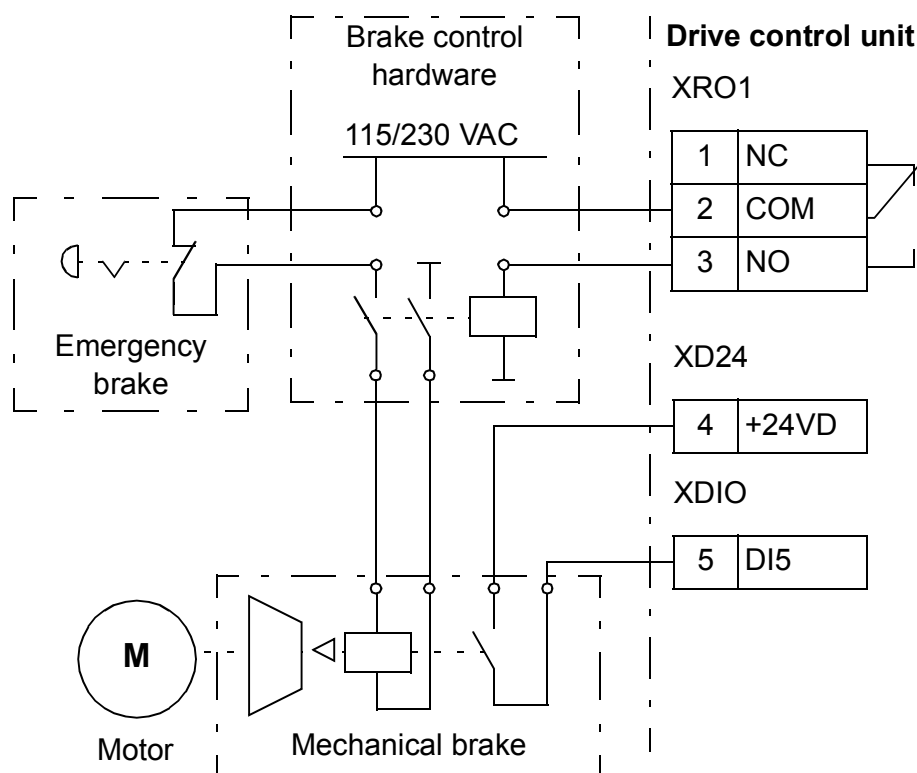 Brake control
hardware
115/230 VAC
Drive control unit
XRO1
1 NC
2 COM
3 NO
Emergency
brake
XD24
4 +24VD
XDIO
5 DI5
M
Motor
Mechanical brake